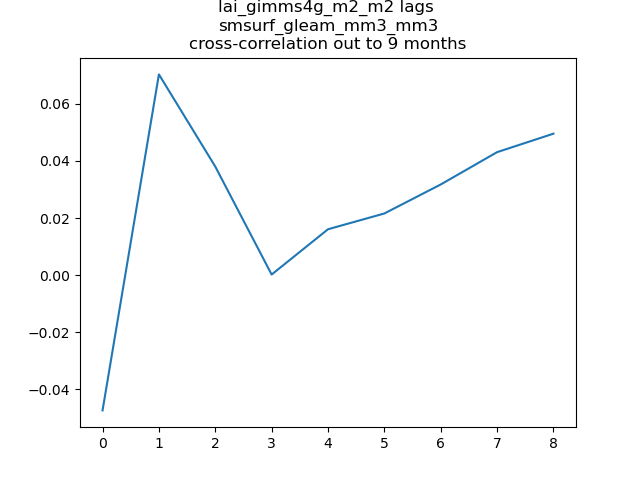 lai_gimms4g_m2_m2 lags
smsurf_gleam_mm3_mm3
cross-correlation out to 9 months
0.06
0.04
0.02
0.00
−0.02
−0.04
0 1 2 3 4 5 6 7 8